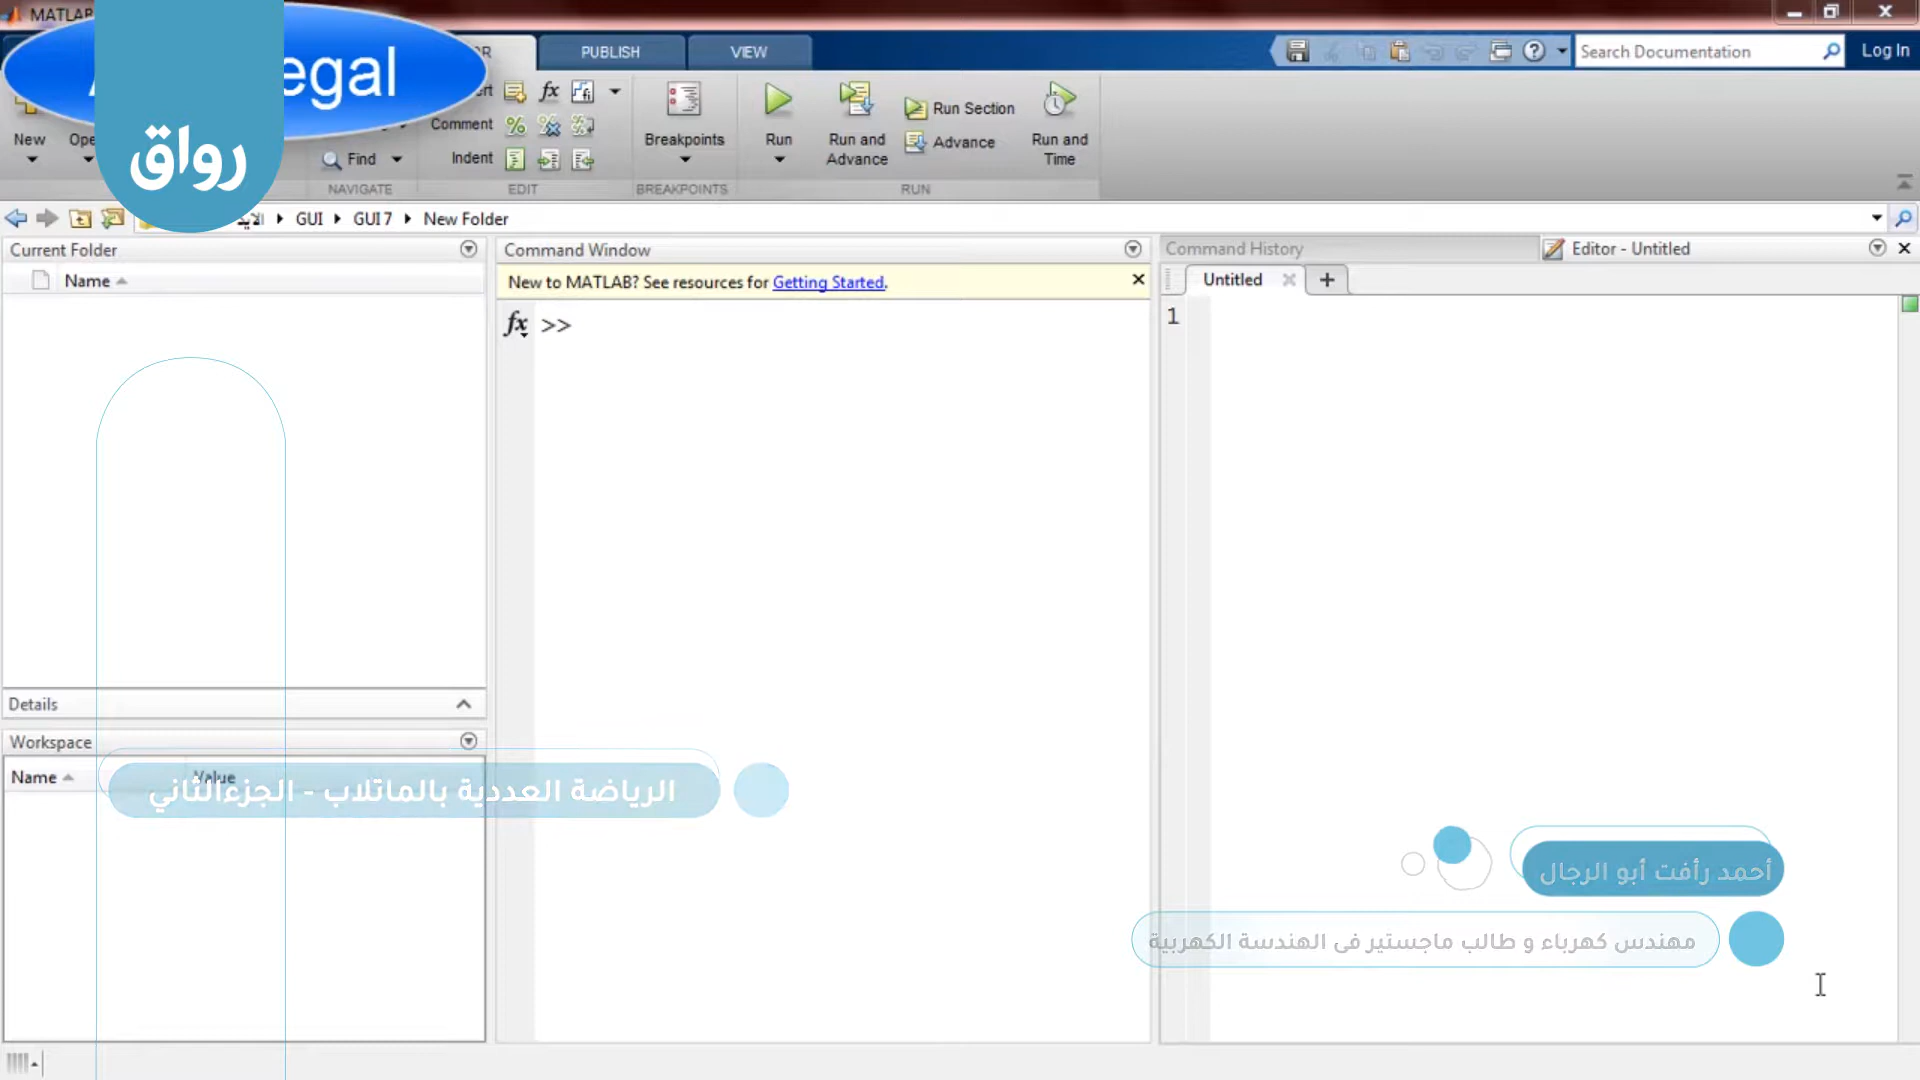 MATLAB
PUBLISH
VIEW
Search Documentation
Log In
egal
رواق
New
Comment
Indent
Find
NAVIGATE
EDIT
Breakpoints
BREAKPOINTS
Run
Run and Advance
Run Section
Advance
Run and Time
RUN
GUI
GUI 7
New Folder
Current Folder
Name
Command Window
New to MATLAB? See resources for Getting Started.
fx >>
Command History
Editor - Untitled
Untitled
1
Details
Workspace
Name
Value
الرياضة العددية بالماتلاب - الجزءالثاني
أحمد رأفت أبو الرجال
مهندس كهرباء و طالب ماجستير فى الهندسة الكهربية